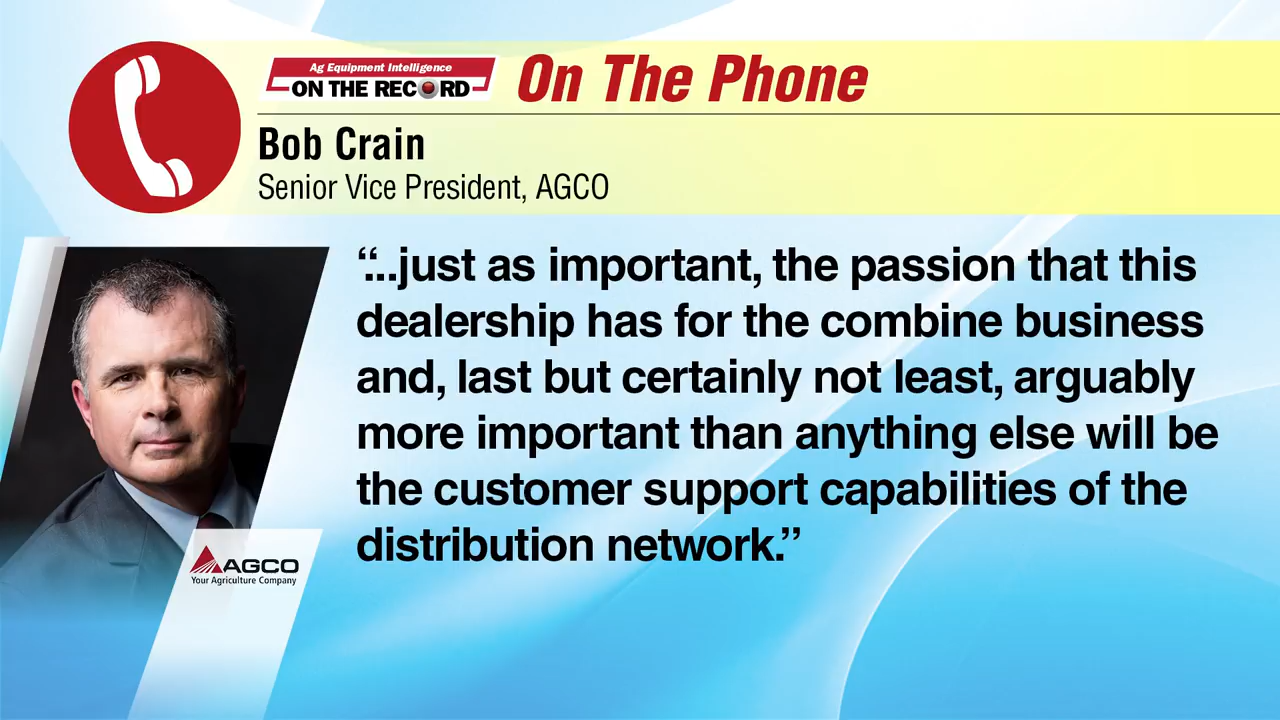 Ag Equipment Intelligence
ON THE RECORD
On The Phone
Bob Crain
Senior Vice President, AGCO
“...just as important, the passion that this
dealership has for the combine business
and, last but certainly not least, arguably
more important than anything else will be
the customer support capabilities of the
distribution network.”
AGCO
Your Agriculture Company